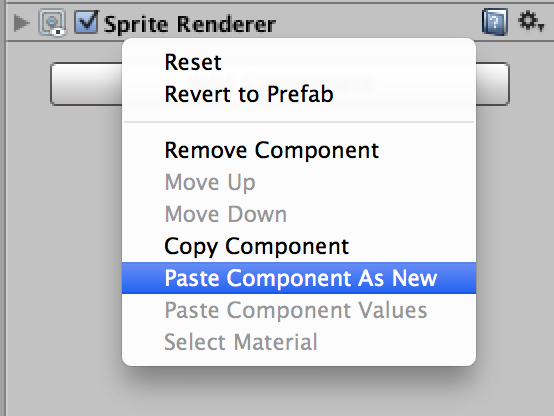 Sprite Renderer
Reset
Revert to Prefab
Remove Component
Move Up
Move Down
Copy Component
Paste Component As New
Paste Component Values
Select Material